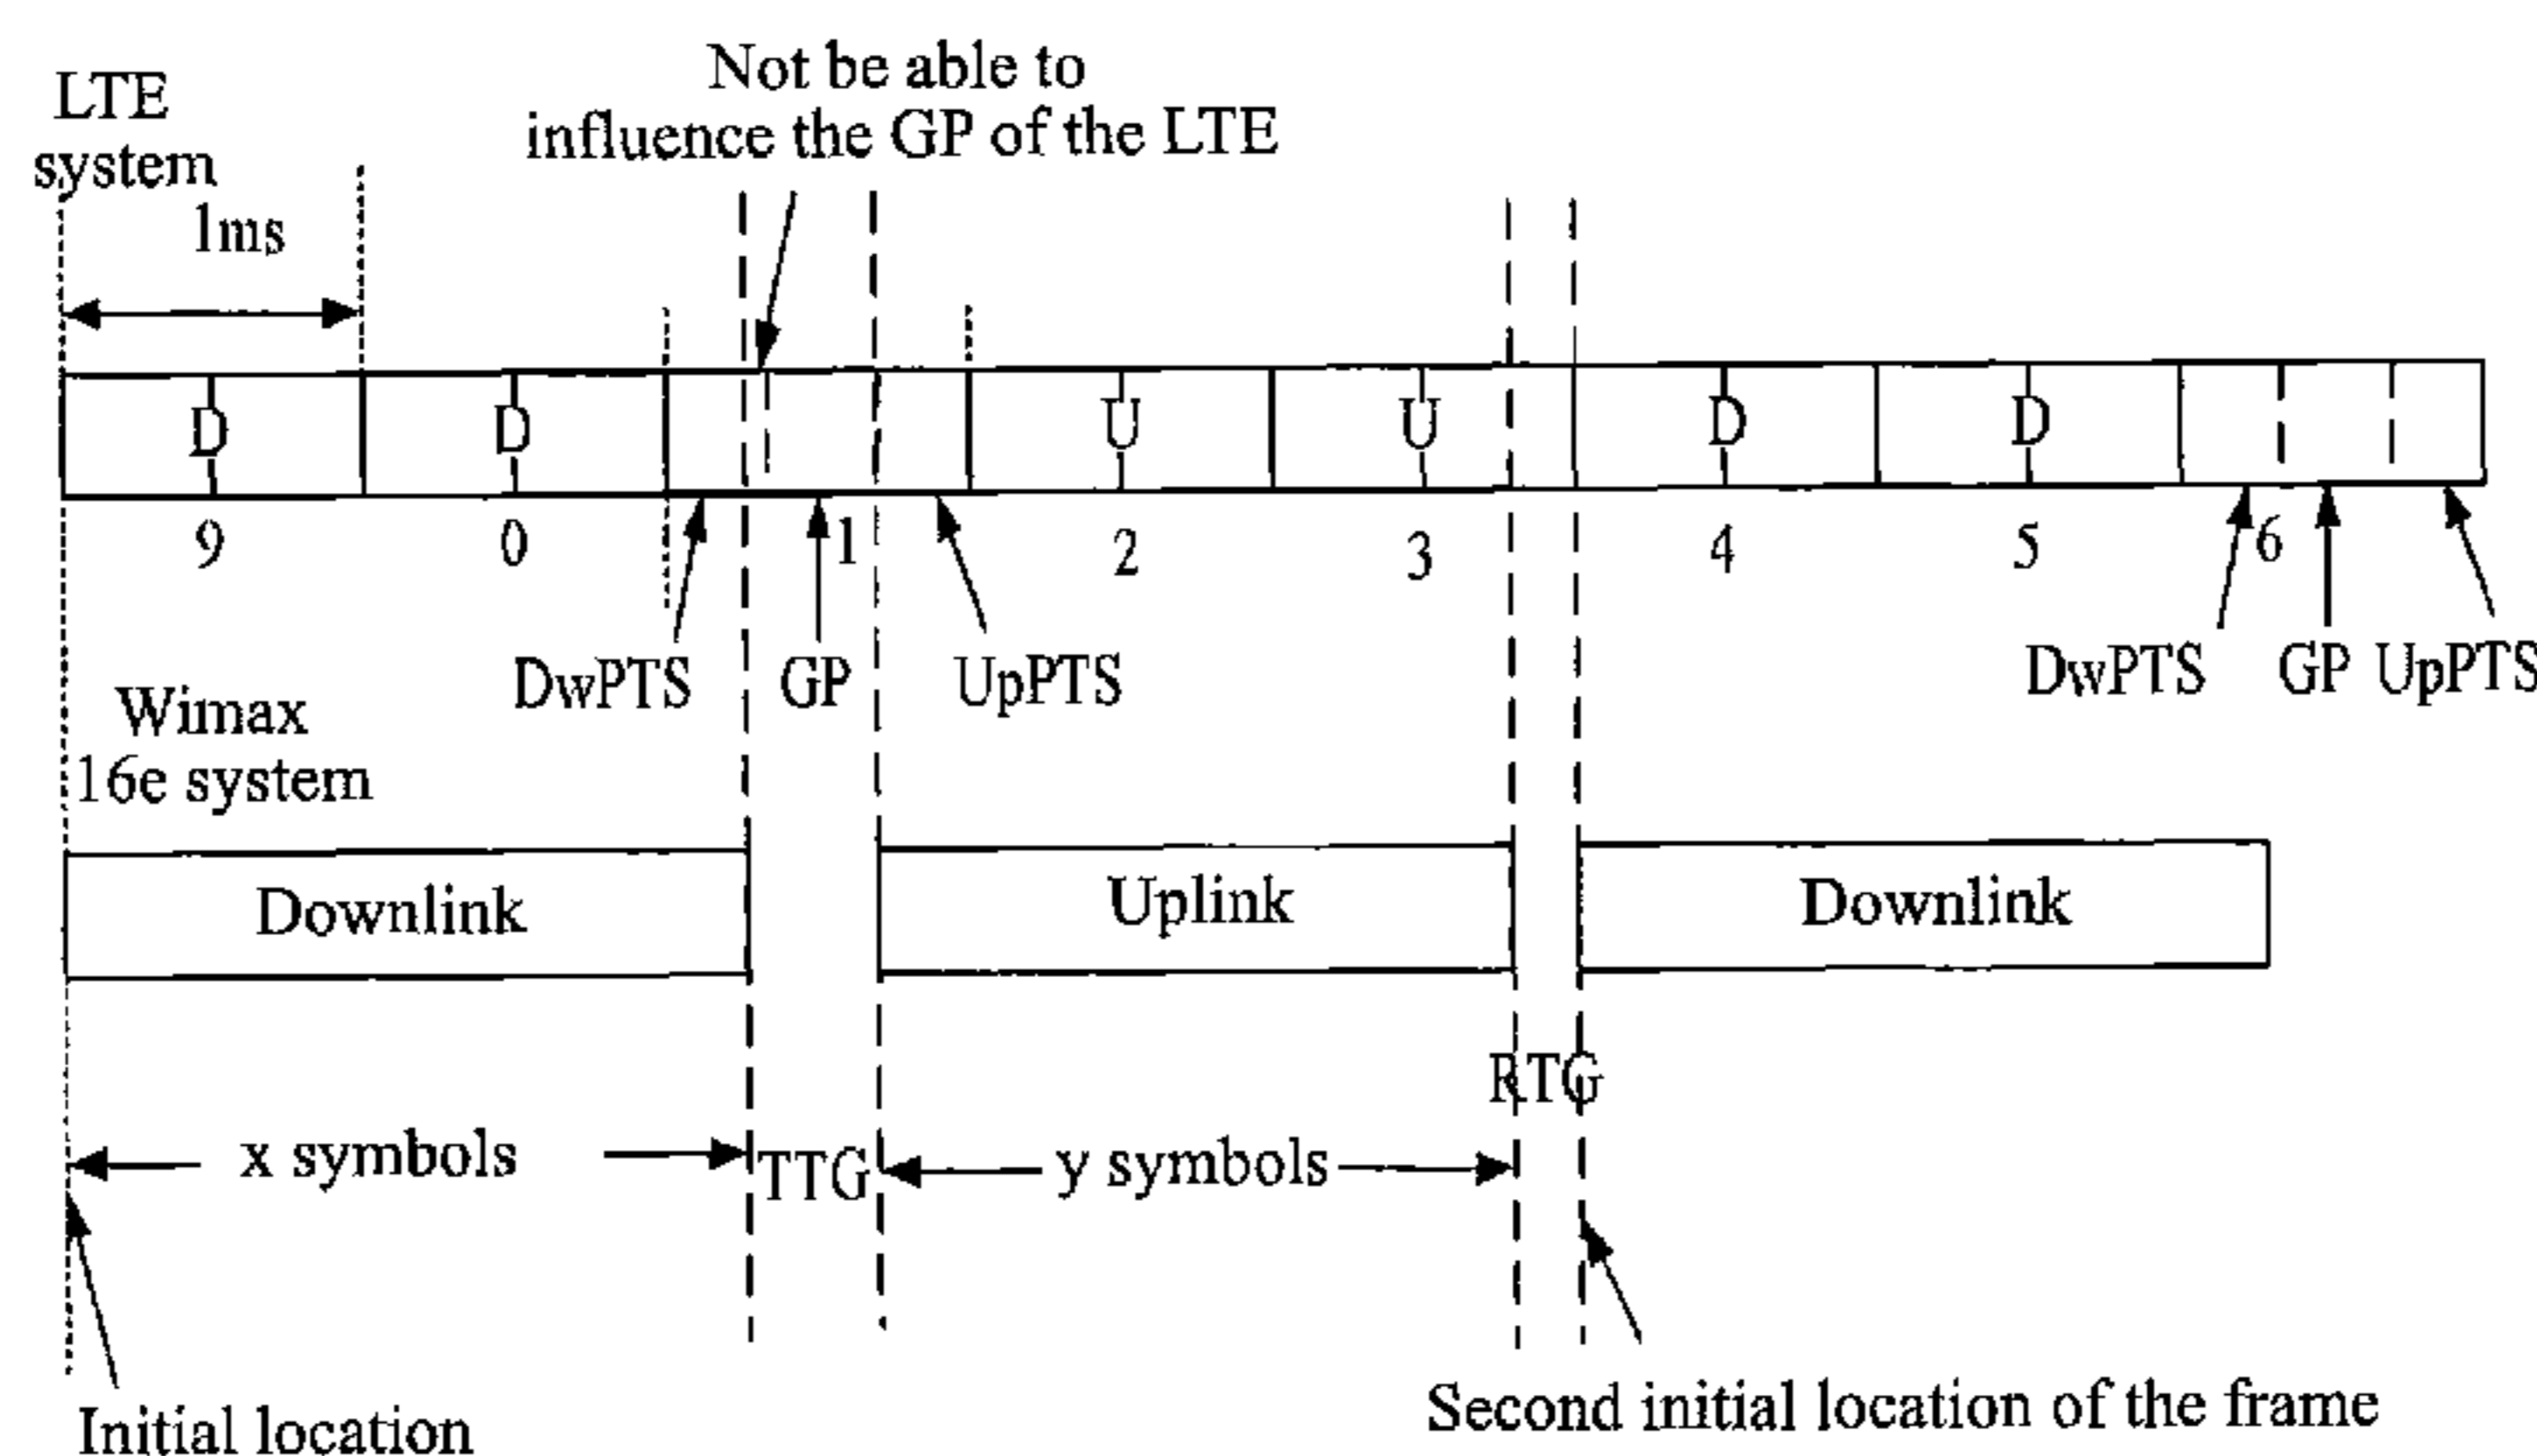 LTE
system
1ms
Not be able to
influence the GP of the LTE
D
D
U
U
D
D
9
0
1
2
3
4
5
6
DwPTS
GP
UpPTS
DwPTS
GP
UpPTS
Wimax
16e system
Downlink
Uplink
Downlink
RTG
x symbols
TTG
y symbols
Initial location
Second initial location of the frame